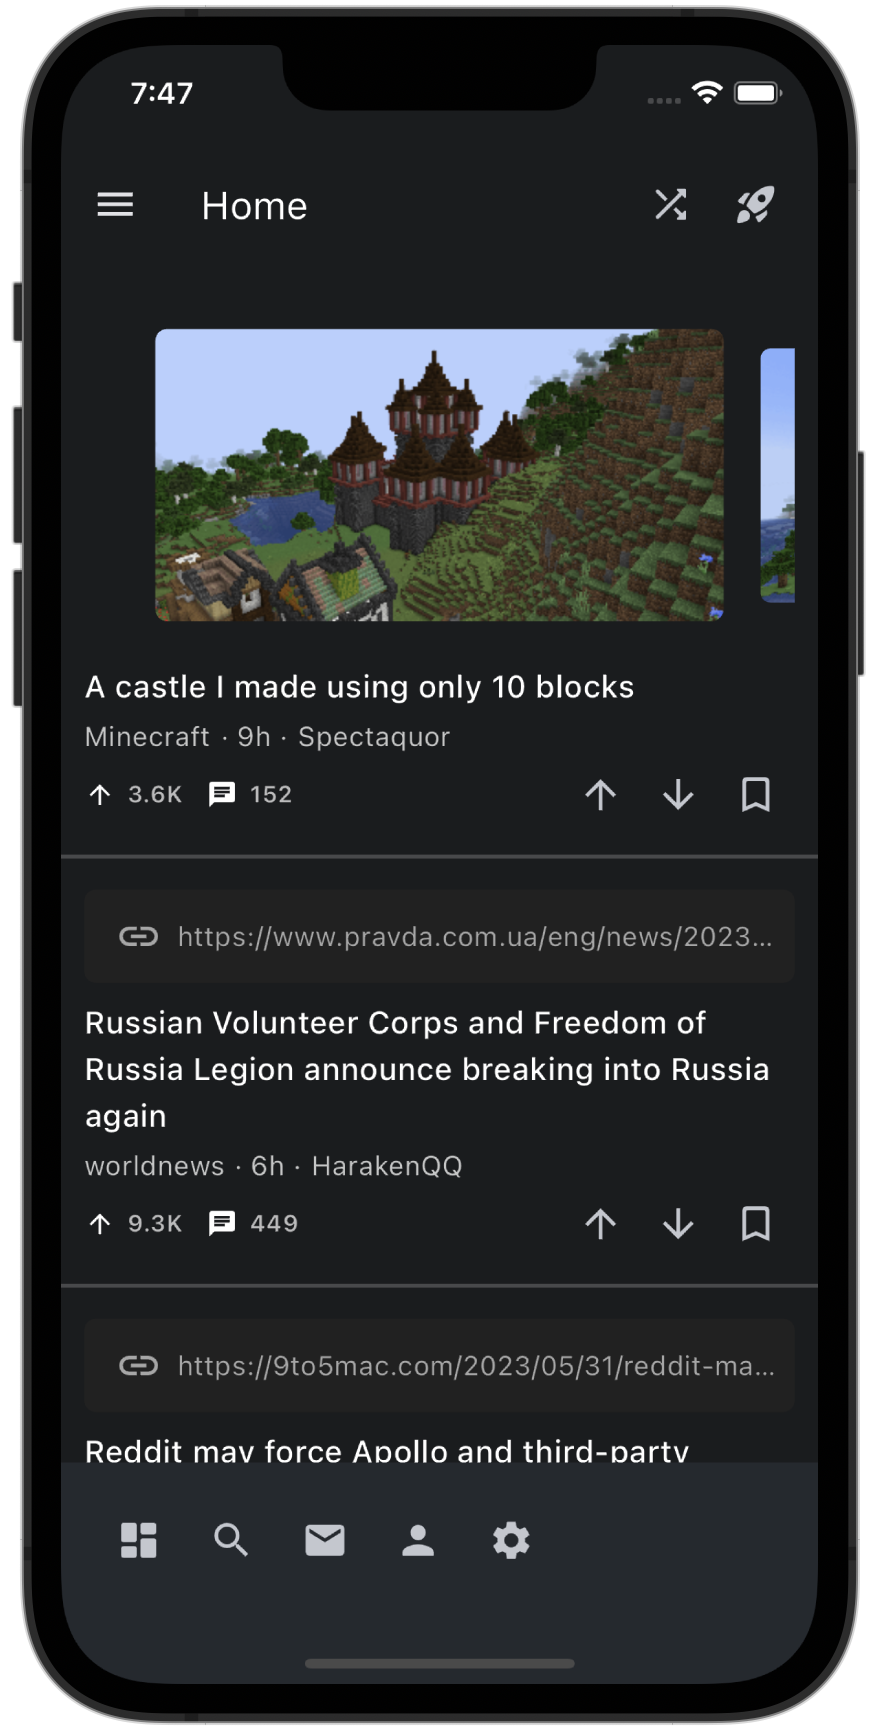 7:47
Home
A castle I made using only 10 blocks
Minecraft · 9h · Spectaquor
3.6K 152
https://www.pravda.com.ua/eng/news/2023...
Russian Volunteer Corps and Freedom of
Russia Legion announce breaking into Russia
again
worldnews · 6h · HarakenQQ
9.3K 449
https://9to5mac.com/2023/05/31/reddit-ma...
Reddit may force Apollo and third-party